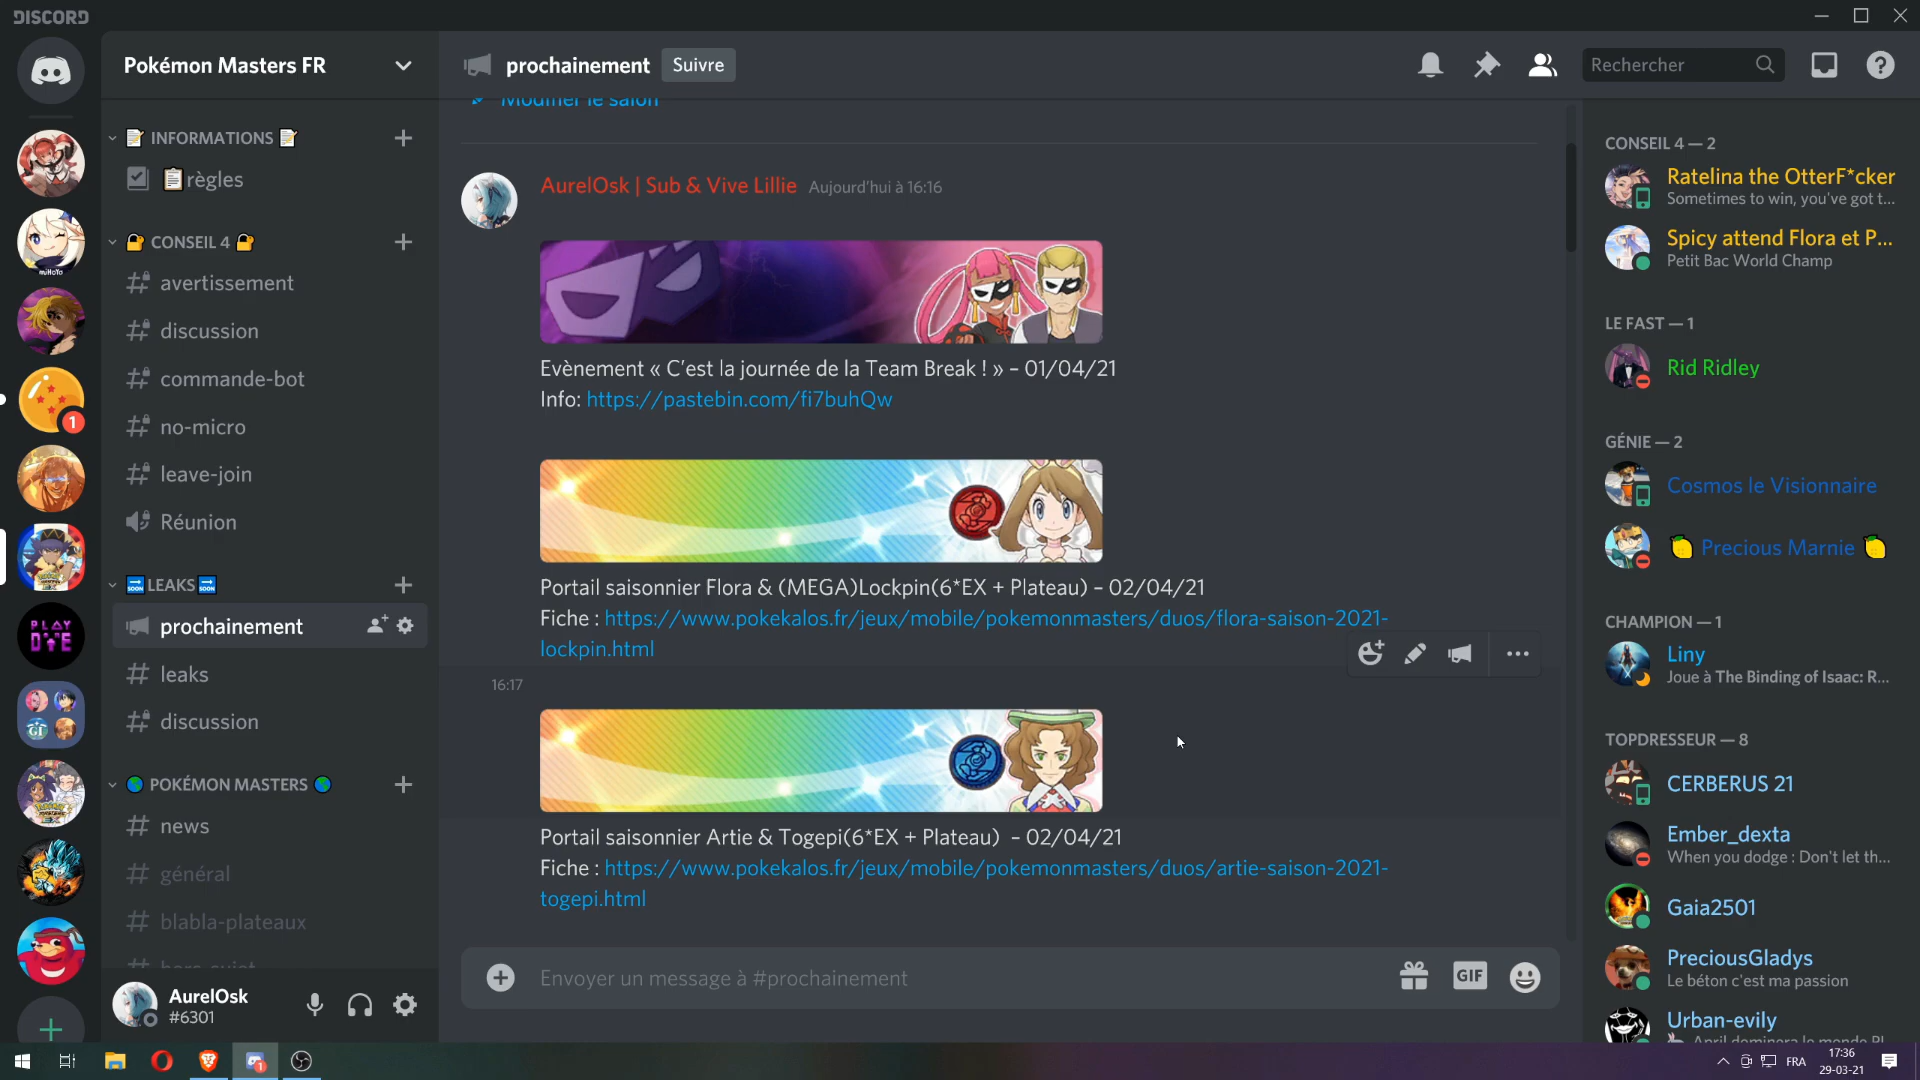 DISCORD
Pokémon Masters FR
INFORMATIONS
règles
CONSEIL 4
avertissement
discussion
commande-bot
no-micro
leave-join
Réunion
LEAKS
prochainement
leaks
discussion
POKÉMON MASTERS
news
général
blabla-plateaux
AurelOsk
#6301
miHoYo
1
PLAY
GI
prochainement
Suivre
Rechercher
Modifier le salon
AurelOsk | Sub & Vive Lillie Aujourd'hui à 16:16
Evènement « C'est la journée de la Team Break ! » – 01/04/21
Info: https://pastebin.com/fi7buhQw
Portail saisonnier Flora & (MEGA)Lockpin(6*EX + Plateau) – 02/04/21
Fiche : https://www.pokekalos.fr/jeux/mobile/pokemonmasters/duos/flora-saison-2021-
lockpin.html
16:17
Portail saisonnier Artie & Togepi(6*EX + Plateau)  – 02/04/21
Fiche : https://www.pokekalos.fr/jeux/mobile/pokemonmasters/duos/artie-saison-2021-
togepi.html
Envoyer un message à #prochainement
GIF
CONSEIL 4 — 2
Ratelina the OtterF*cker
Sometimes to win, you've got t...
Spicy attend Flora et P...
Petit Bac World Champ
LE FAST — 1
Rid Ridley
GÉNIE — 2
Cosmos le Visionnaire
Precious Marnie
CHAMPION — 1
Liny
Joue à The Binding of Isaac: R...
TOPDRESSEUR — 8
CERBERUS 21
Ember_dexta
When you dodge : Don't let th...
Gaia2501
PreciousGladys
Le béton c'est ma passion
Urban-evily
FRA
17:36
29-03-21